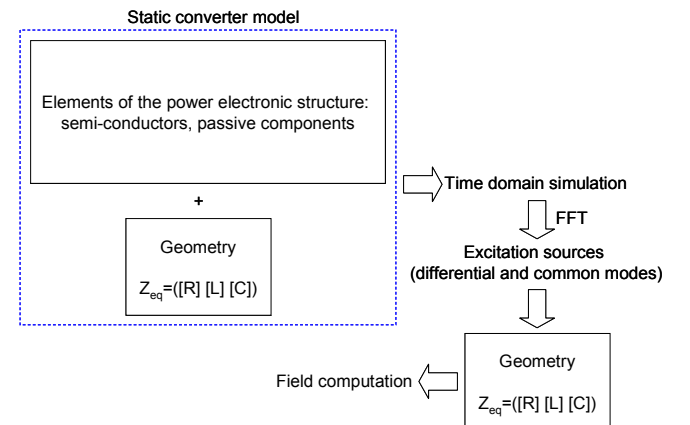 Static converter model
Elements of the power electronic structure:
semi-conductors, passive components
+
Geometry
Zeq=([R] [L] [C])
Time domain simulation
FFT
Excitation sources
(differential and common modes)
Geometry
Zeq=([R] [L] [C])
Field computation